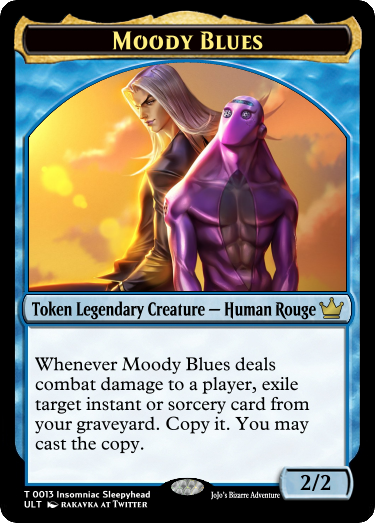 Moody Blues
Token Legendary Creature — Human Rouge
Whenever Moody Blues deals
combat damage to a player, exile
target instant or sorcery card from
your graveyard. Copy it. You may
cast the copy.
2/2
T 0013 Insomniac Sleepyhead
ULT RAKAYKA AT TWITTER
JoJo's Bizarre Adventure